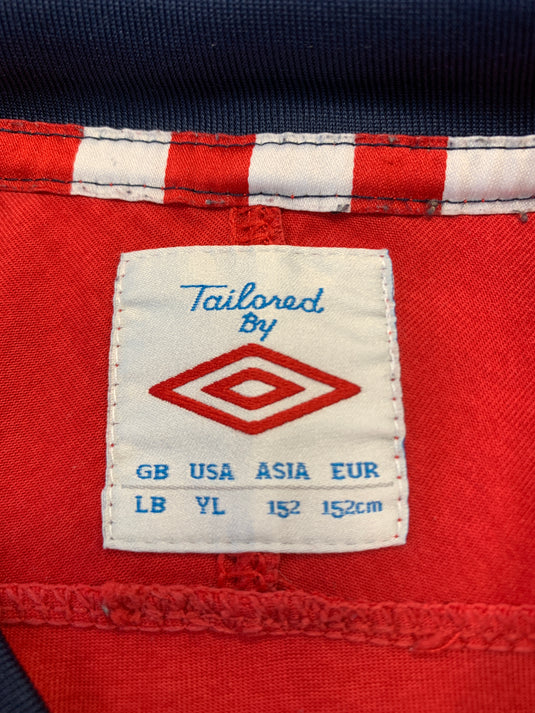 Tailored
By
GB USA ASIA EUR
LB YL 152 152cm